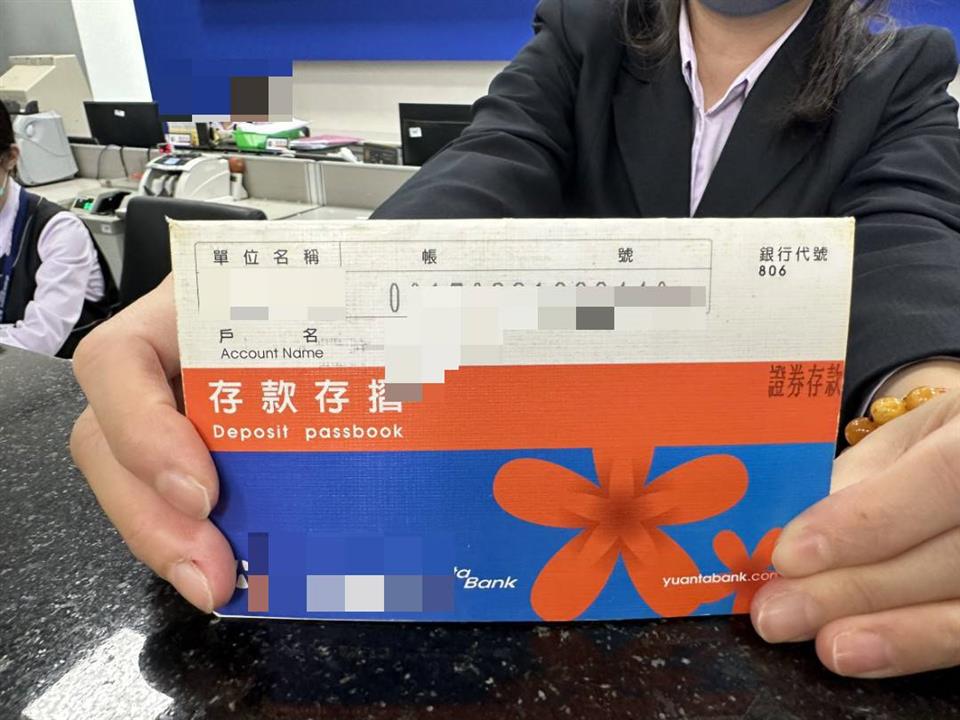 單位名稱 帳 號
銀行代號
806
戶 名
Account Name
存款存摺
證券存款
Deposit passbook
Bank
yuantabank.com